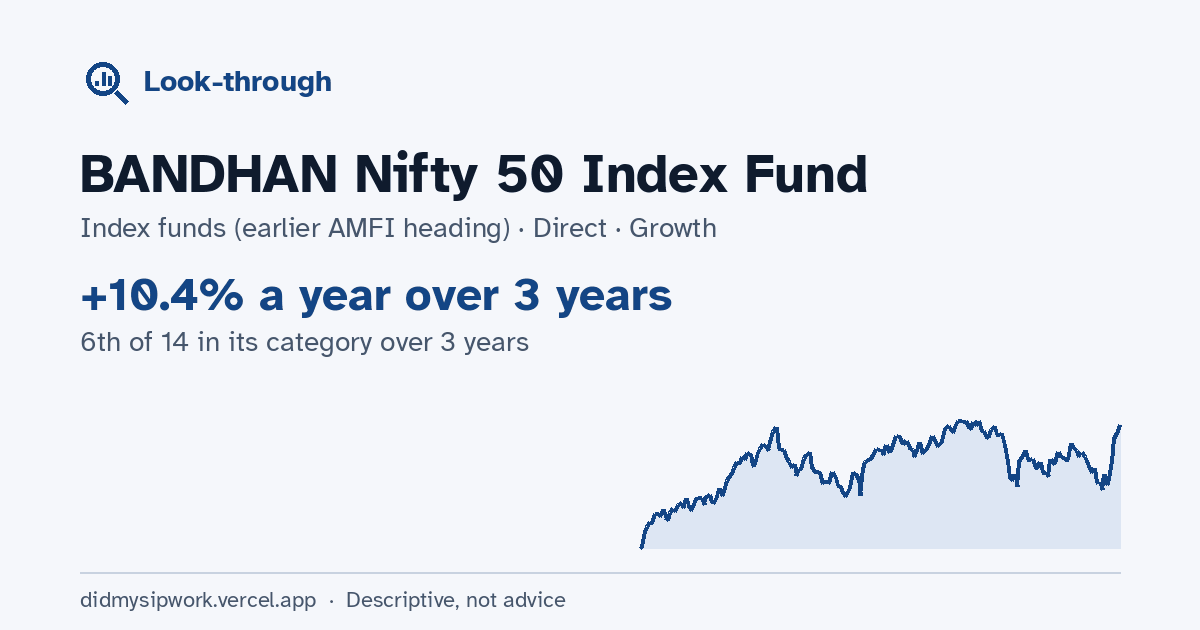 Look-through
BANDHAN Nifty 50 Index Fund
Index funds (earlier AMFI heading) · Direct · Growth
+10.4% a year over 3 years
6th of 14 in its category over 3 years
didmysipwork.vercel.app · Descriptive, not advice